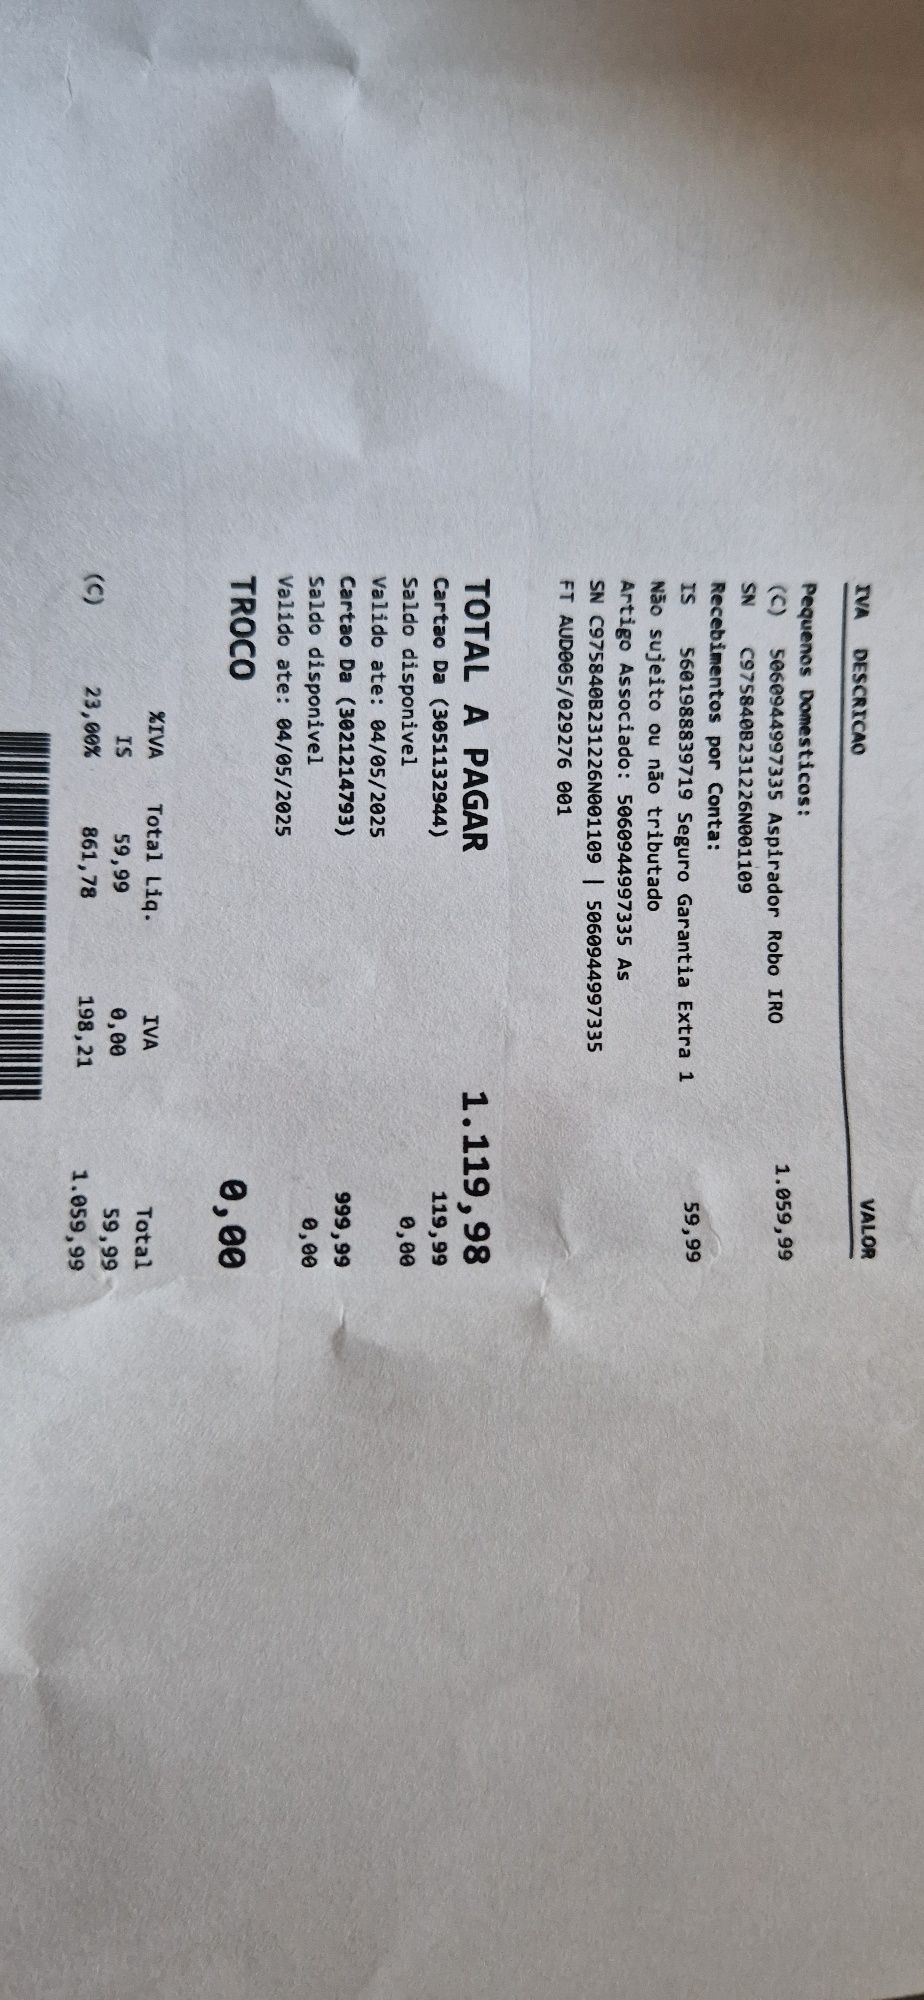 IVA DESCRICAO VALOR
Pequenos Domesticos:
(C) 5060944997335 Aspirador Robo IRO 1.059,99
SN C975840B231226N001109
Recebimentos por Conta:
IS 5601988839719 Seguro Garantia Extra 1 59,99
Não sujeito ou não tributado
Artigo Associado: 5060944997335 As
SN C975840B231226N001109 | 5060944997335
FT AUD005/029276 001
TOTAL A PAGAR 1.119,98
Cartao Da (3051132944) 119,99
Saldo disponivel 0,00
Valido ate: 04/05/2025
Cartao Da (3021214793) 999,99
Saldo disponivel 0,00
Valido ate: 04/05/2025
TROCO 0,00
%IVA Total Liq. IVA Total
IS 59,99 0,00 59,99
(C) 23,00% 861,78 198,21 1.059,99